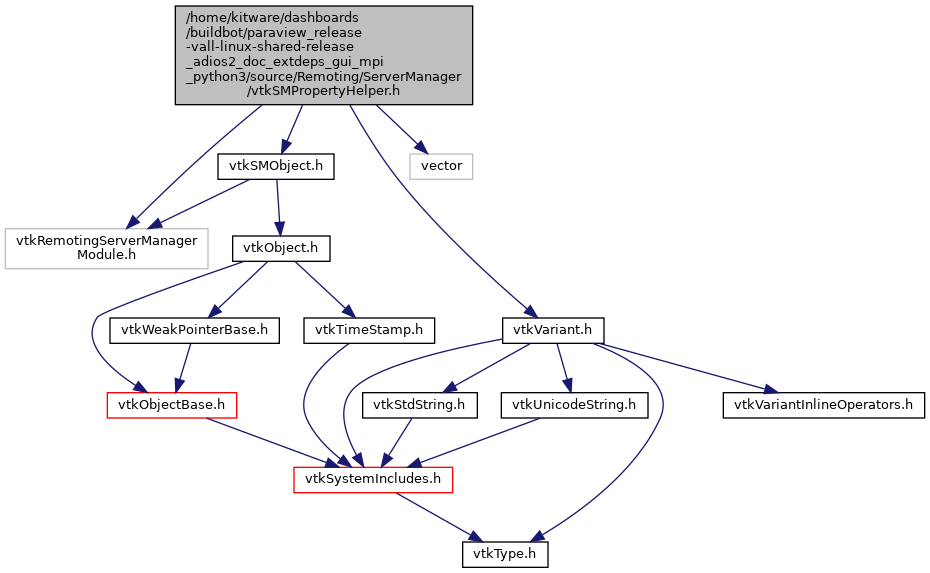 /home/kitware/dashboards
/buildbot/paraview_release
-vall-linux-shared-release
_adios2_doc_extdeps_gui_mpi
_python3/source/Remoting/ServerManager
/vtkSMPropertyHelper.h
vtkSMObject.h
vector
vtkRemotingServerManager
Module.h
vtkObject.h
vtkWeakPointerBase.h
vtkTimeStamp.h
vtkVariant.h
vtkObjectBase.h
vtkStdString.h
vtkUnicodeString.h
vtkVariantInlineOperators.h
vtkSystemIncludes.h
vtkType.h